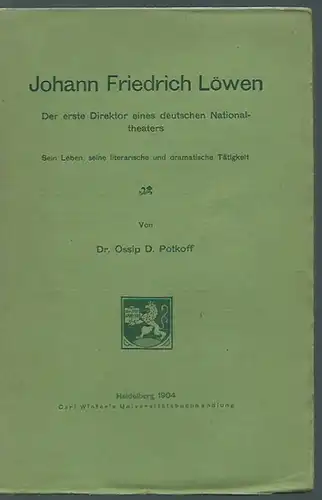 Johann Friedrich Löwen
Der erste Direktor eines deutschen National-
theaters
Sein Leben, seine literarische und dramatische Tätigkeit
Von
Dr. Ossip D. Potkoff
Heidelberg 1904
Carl Winter's Universitätsbuchhandlung